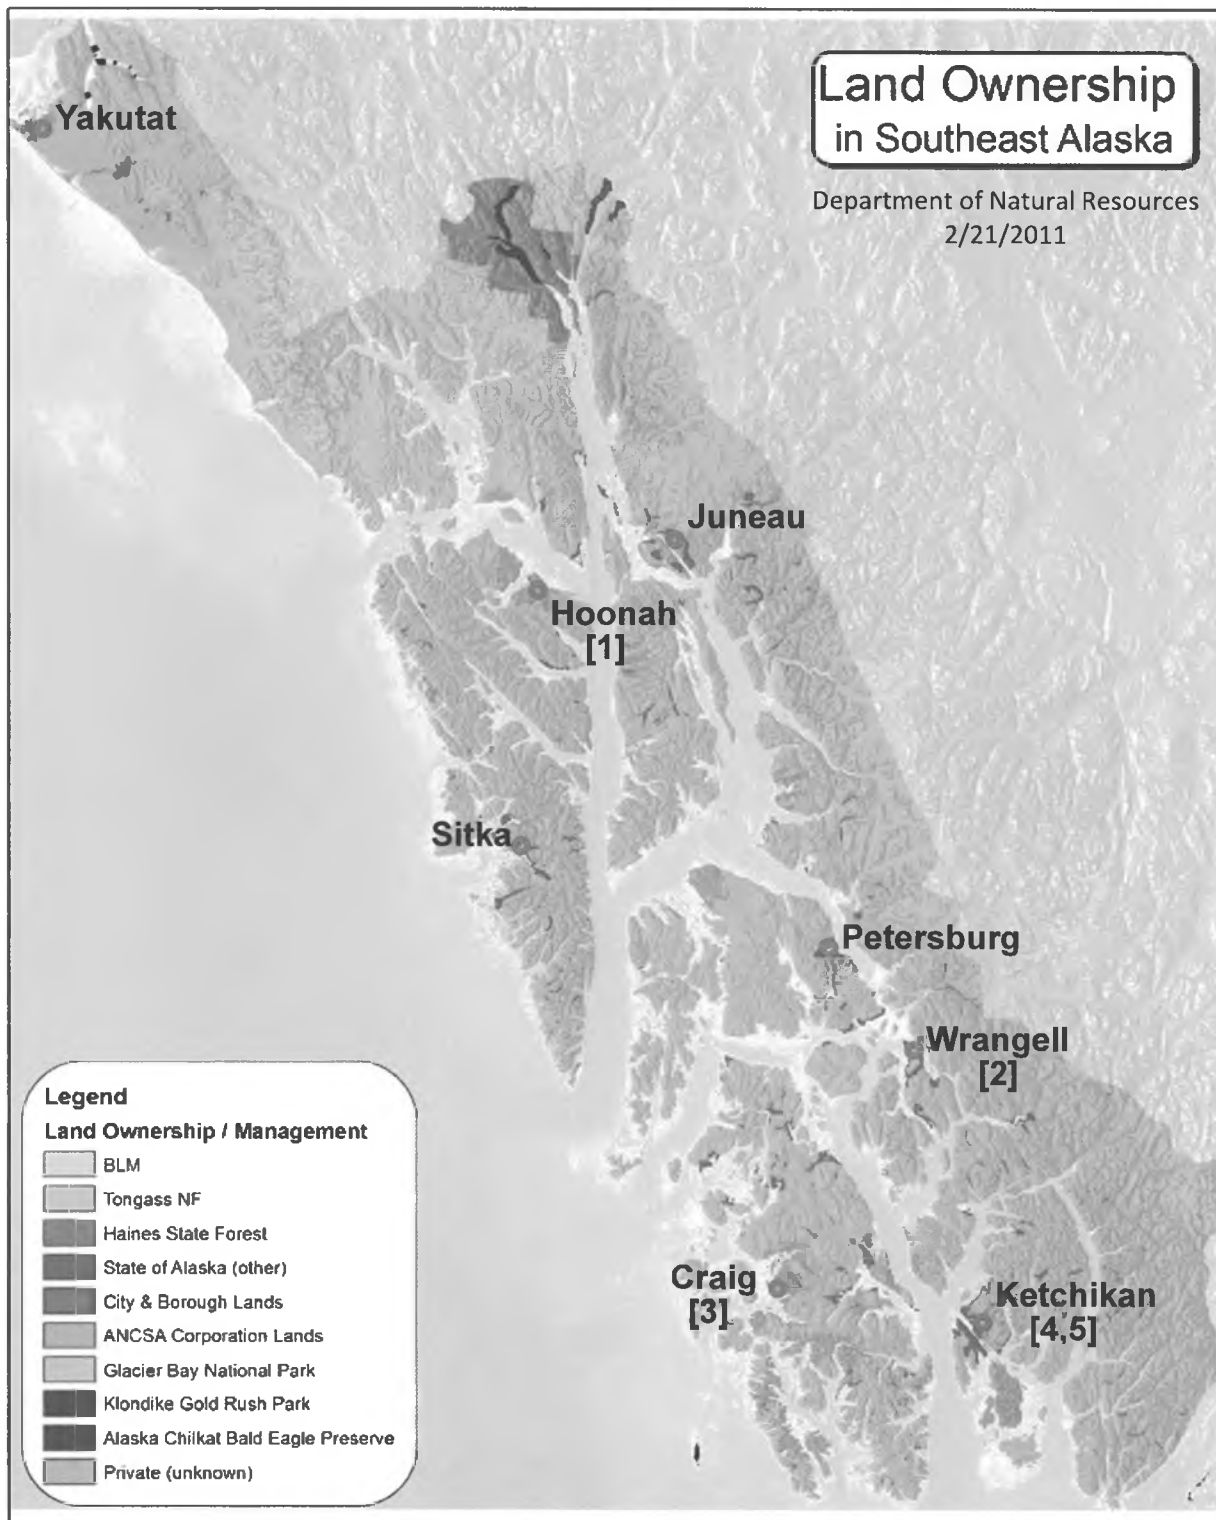 Land Ownership
in Southeast Alaska
Department of Natural Resources
2/21/2011
Yakutat
Juneau
Hoonah
[1]
Sitka
Petersburg
Wrangell
[2]
Craig
[3]
Ketchikan
[4,5]
Legend
Land Ownership / Management
BLM
Tongass NF
Haines State Forest
State of Alaska (other)
City & Borough Lands
ANCSA Corporation Lands
Glacier Bay National Park
Klondike Gold Rush Park
Alaska Chilkat Bald Eagle Preserve
Private (unknown)